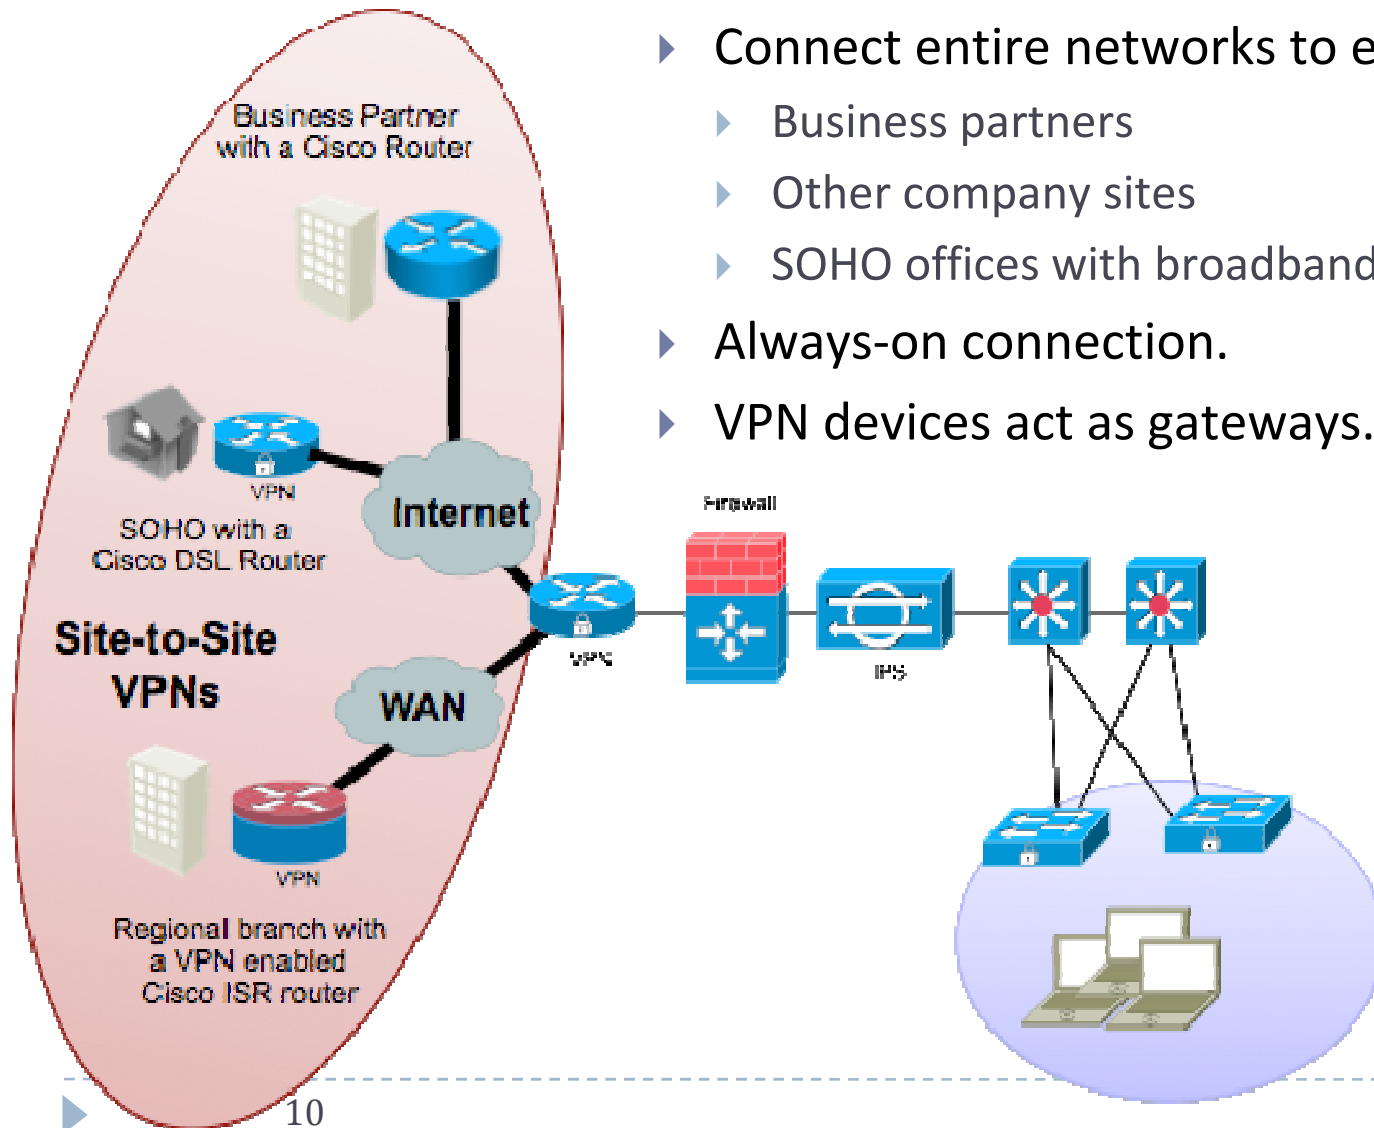 Connect entire networks to e
Business partners
Other company sites
SOHO offices with broadband
Always-on connection.
VPN devices act as gateways.
Business Partner
with a Cisco Router
VPN
SOHO with a
Cisco DSL Router
Internet
Site-to-Site
VPNs
WAN
VPN
Regional branch with
a VPN enabled
Cisco ISR router
VPN
Firewall
IPS
10